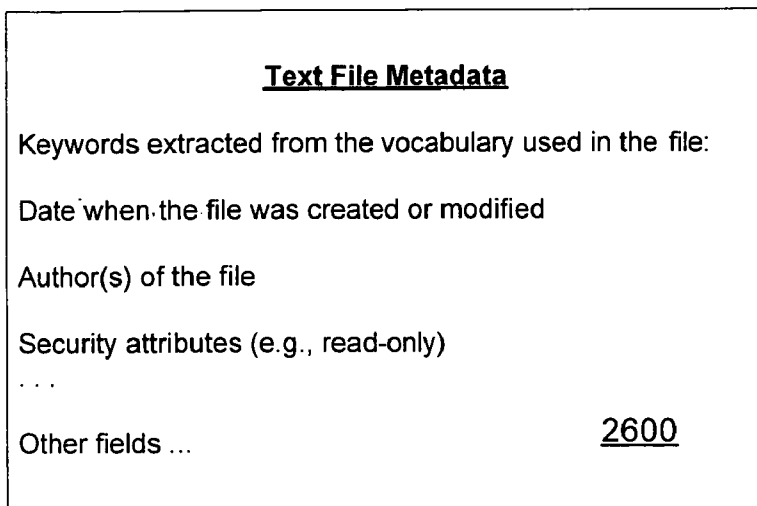 Text File Metadata
Keywords extracted from the vocabulary used in the file:
Date when the file was created or modified
Author(s) of the file
Security attributes (e.g., read-only)
. . .
Other fields ...
2600